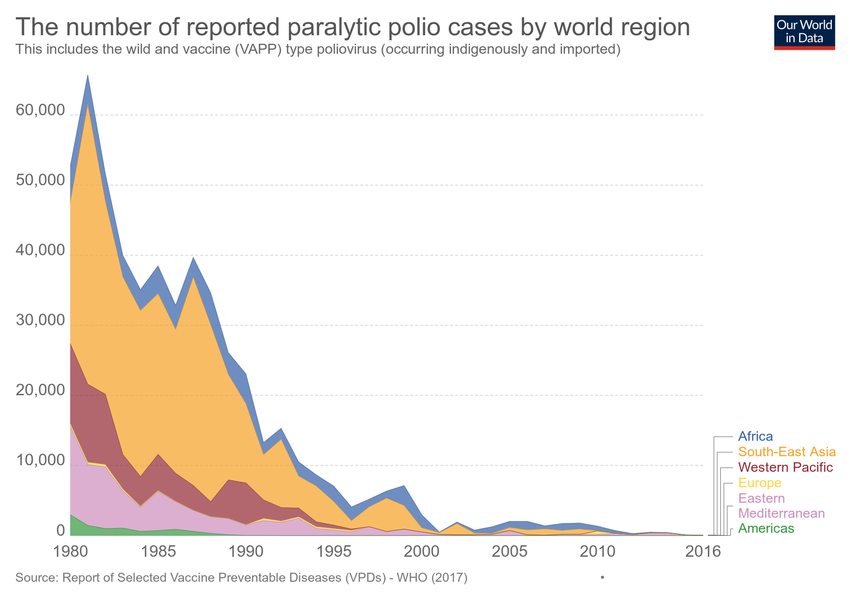 The number of reported paralytic polio cases by world region
This includes the wild and vaccine (VAPP) type poliovirus (occurring indigenously and imported)
Our World
in Data
60,000
50,000
40,000
30,000
20,000
10,000
0
1980
1985
1990
1995
2000
2005
2010
2016
Africa
South-East Asia
Western Pacific
Europe
Eastern
Mediterranean
Americas
Source: Report of Selected Vaccine Preventable Diseases (VPDs) - WHO (2017)
•